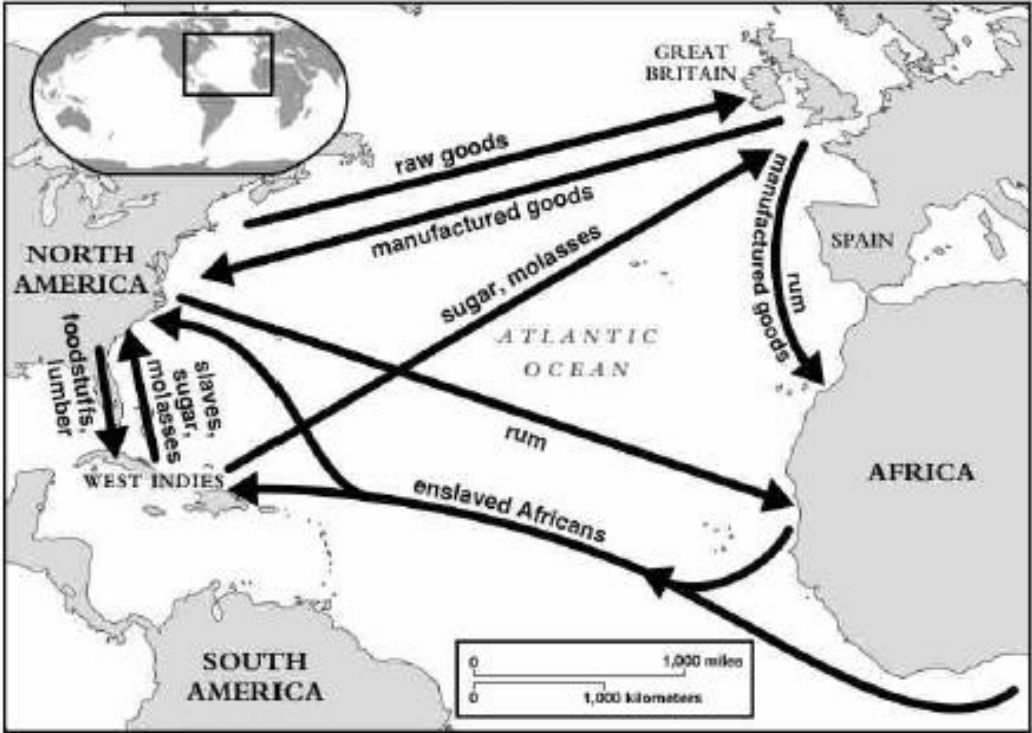 GREAT
BRITAIN
raw goods
manufactured goods
sugar, molasses
manufactured goods
rum
SPAIN
NORTH
AMERICA
ATLANTIC
OCEAN
foodstuffs,
lumber
slaves,
sugar,
molasses
rum
WEST INDIES
enslaved Africans
AFRICA
SOUTH
AMERICA
0 1,000 miles
0 1,000 kilometers